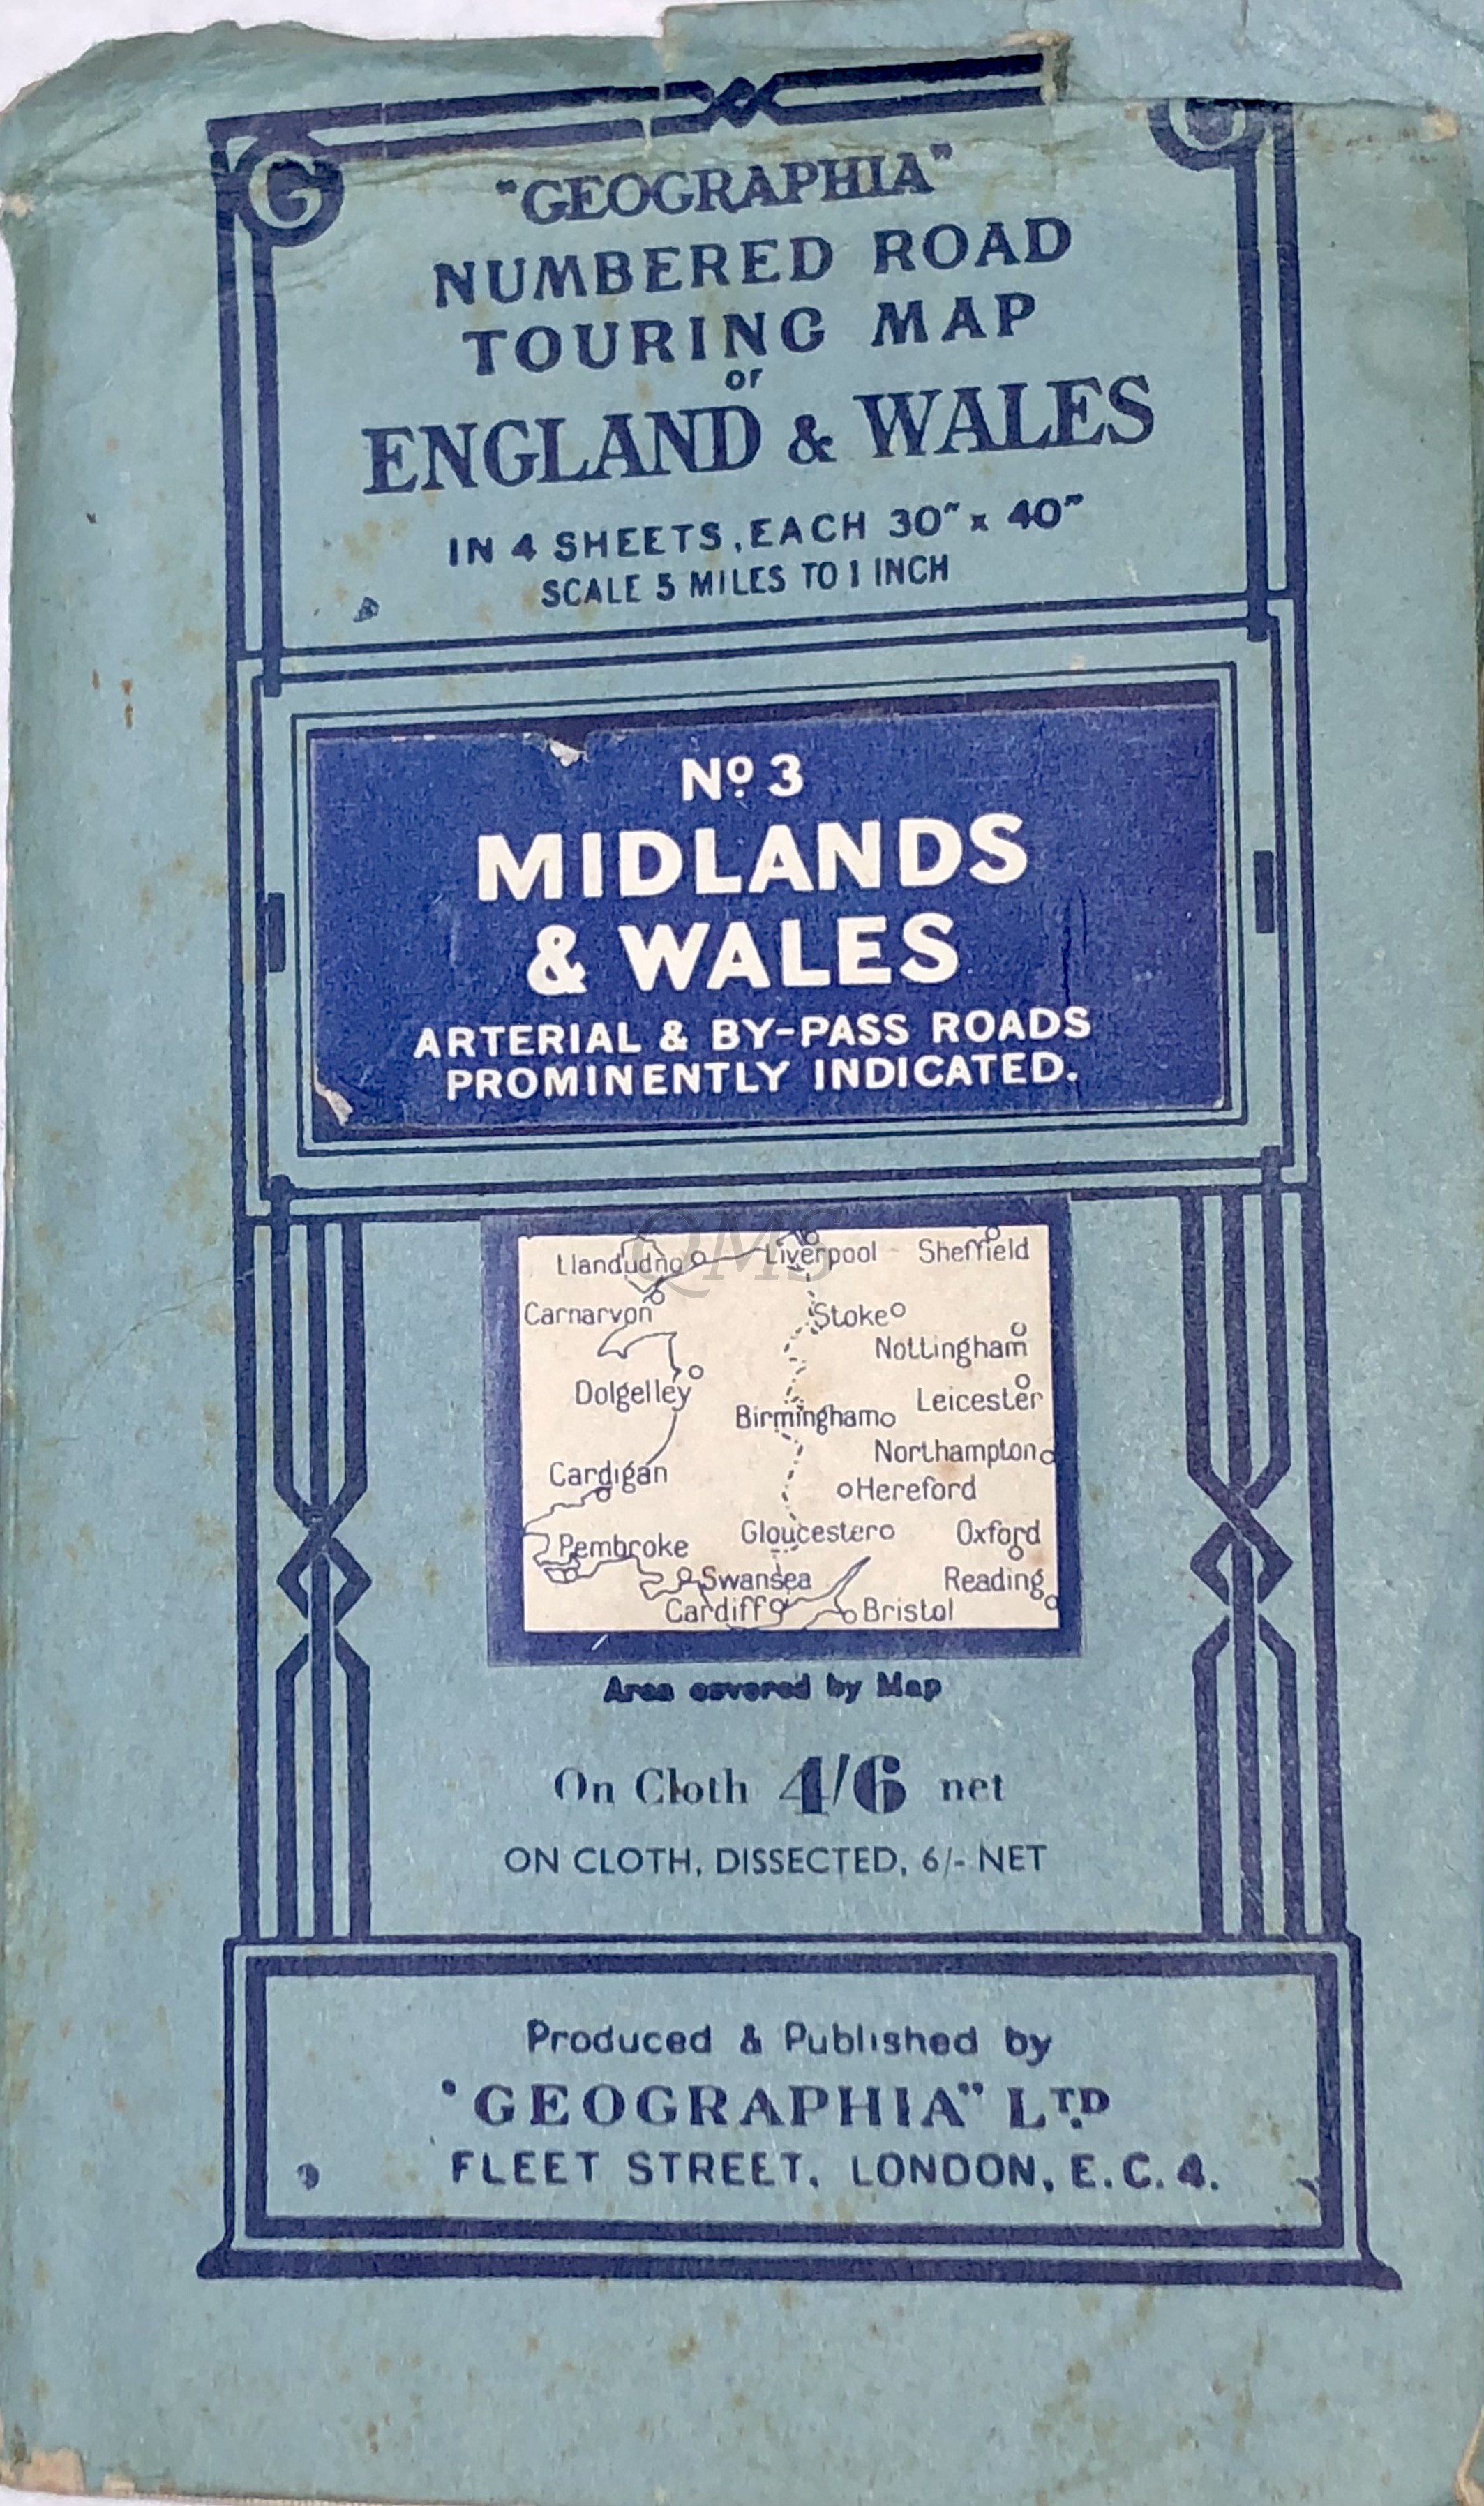 G
G
"GEOGRAPHIA"
NUMBERED ROAD
TOURING MAP
OF
ENGLAND & WALES
IN 4 SHEETS, EACH 30" x 40"
SCALE 5 MILES TO 1 INCH
Nº 3
MIDLANDS
& WALES
ARTERIAL & BY-PASS ROADS
PROMINENTLY INDICATED.
QMS
Llandudno Liverpool Sheffield
Carnarvon Stoke
Nottingham
Dolgelley Leicester
Birmingham
Northampton
Cardigan
Hereford
Gloucester Oxford
Pembroke
Swansea Reading
Cardiff Bristol
Area covered by Map
On Cloth 4/6 net
ON CLOTH, DISSECTED, 6/- NET
Produced & Published by
"GEOGRAPHIA" LTD
FLEET STREET, LONDON, E.C.4.